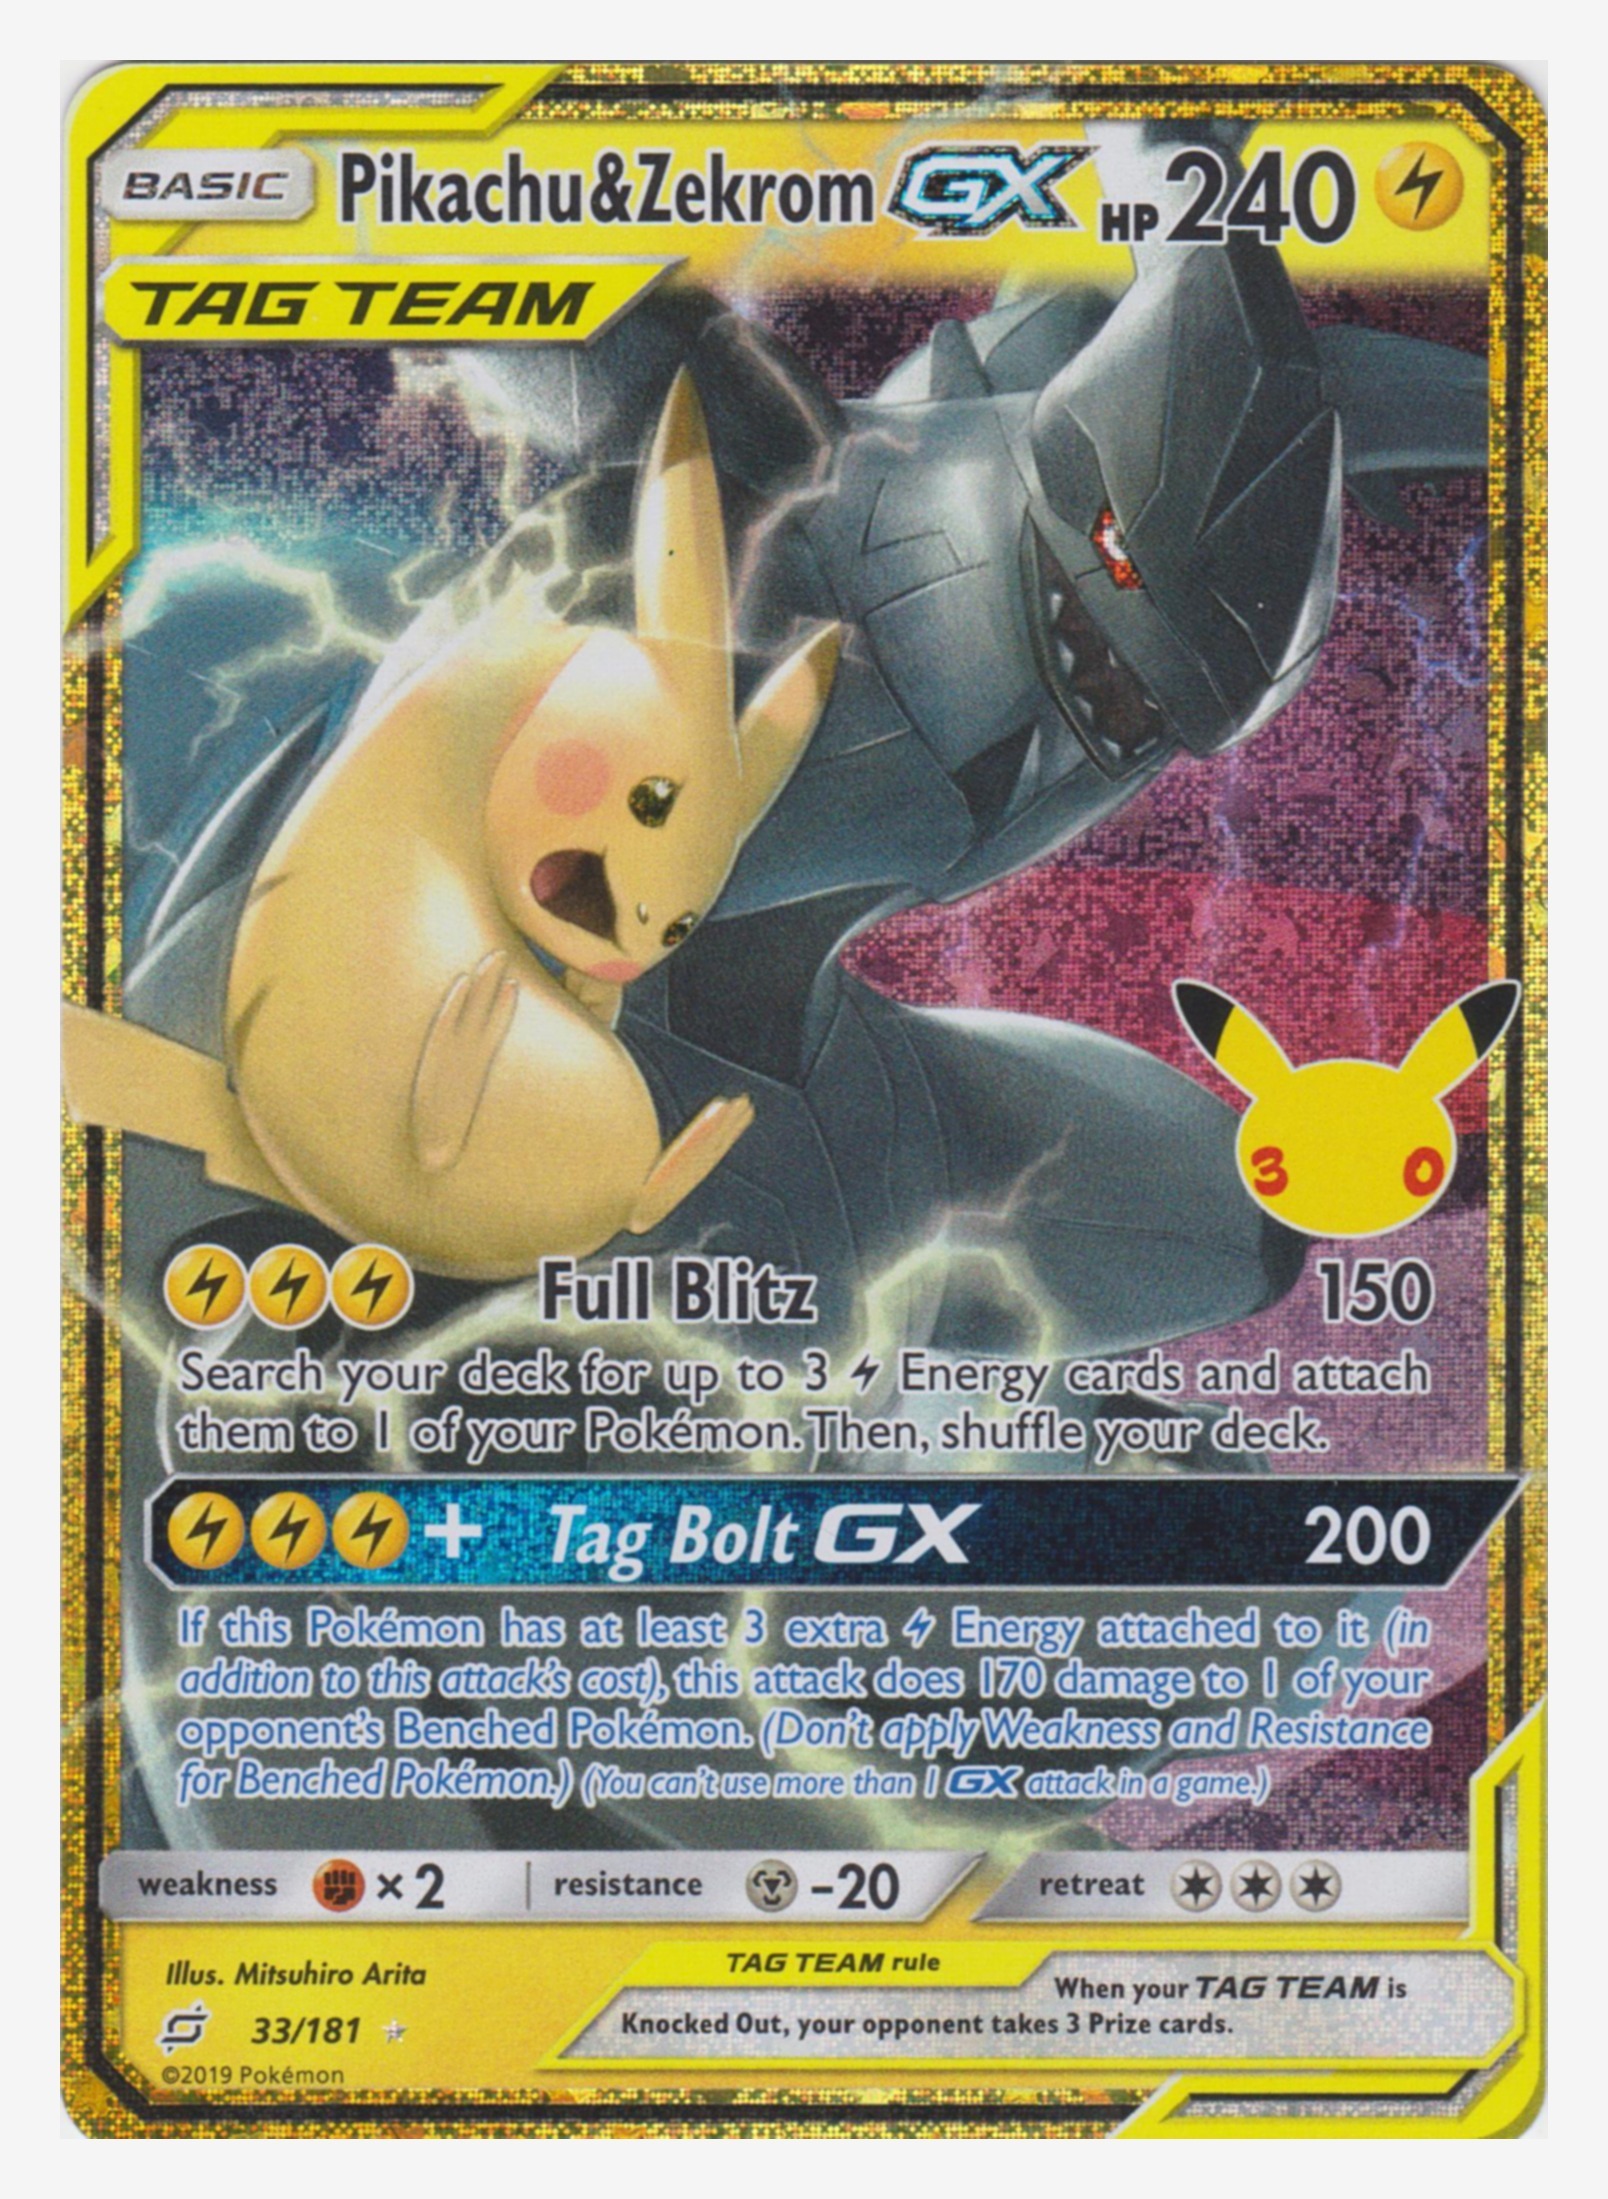 BASIC Pikachu&Zekrom GX HP 240
TAG TEAM
30
Full Blitz 150
Search your deck for up to 3 Energy cards and attach
them to 1 of your Pokémon. Then, shuffle your deck.
+ Tag Bolt GX 200
If this Pokémon has at least 3 extra Energy attached to it (in
addition to this attack's cost), this attack does 170 damage to 1 of your
opponent's Benched Pokémon. (Don't apply Weakness and Resistance
for Benched Pokémon.) (You can't use more than 1 GX attack in a game.)
weakness ×2 resistance -20 retreat
Illus. Mitsuhiro Arita
33/181
©2019 Pokémon
TAG TEAM rule
When your TAG TEAM is
Knocked Out, your opponent takes 3 Prize cards.